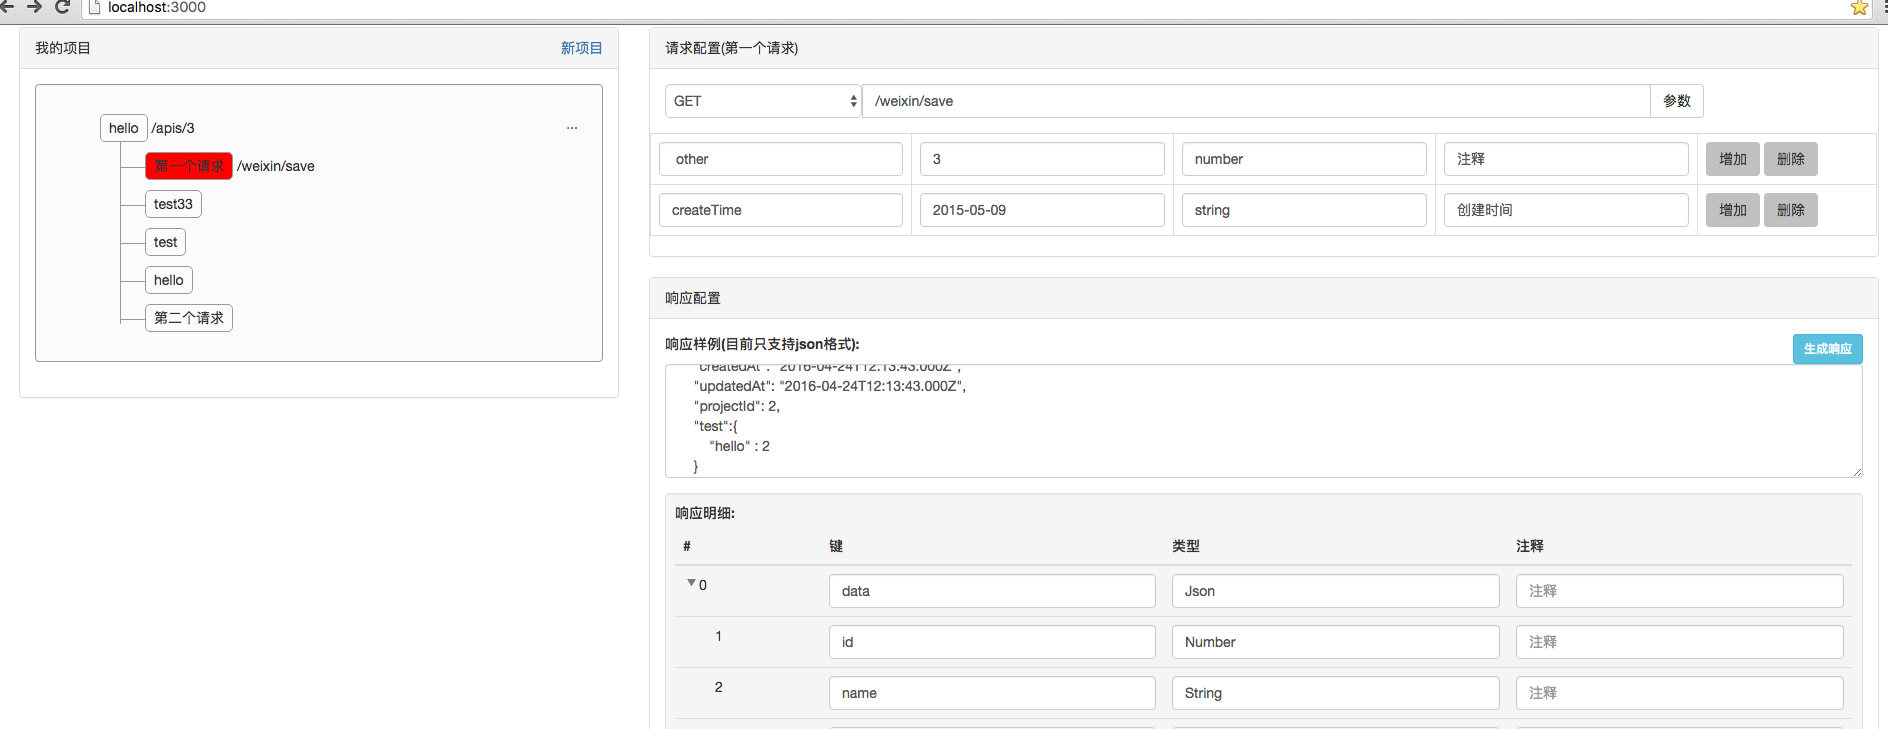 localhost:3000
我的项目 新项目
hello /apis/3 ...
第一个请求 /weixin/save
test33
test
hello
第二个请求
请求配置(第一个请求)
GET /weixin/save 参数
other 3 number 注释 增加 删除
createTime 2015-05-09 string 创建时间 增加 删除
响应配置
响应样例(目前只支持json格式): 生成响应
"createdAt": "2016-04-24T12:13:43.000Z",
"updatedAt": "2016-04-24T12:13:43.000Z",
"projectId": 2,
"test":{
"hello" : 2
}
响应明细:
# 键 类型 注释
0 data Json 注释
1 id Number 注释
2 name String 注释